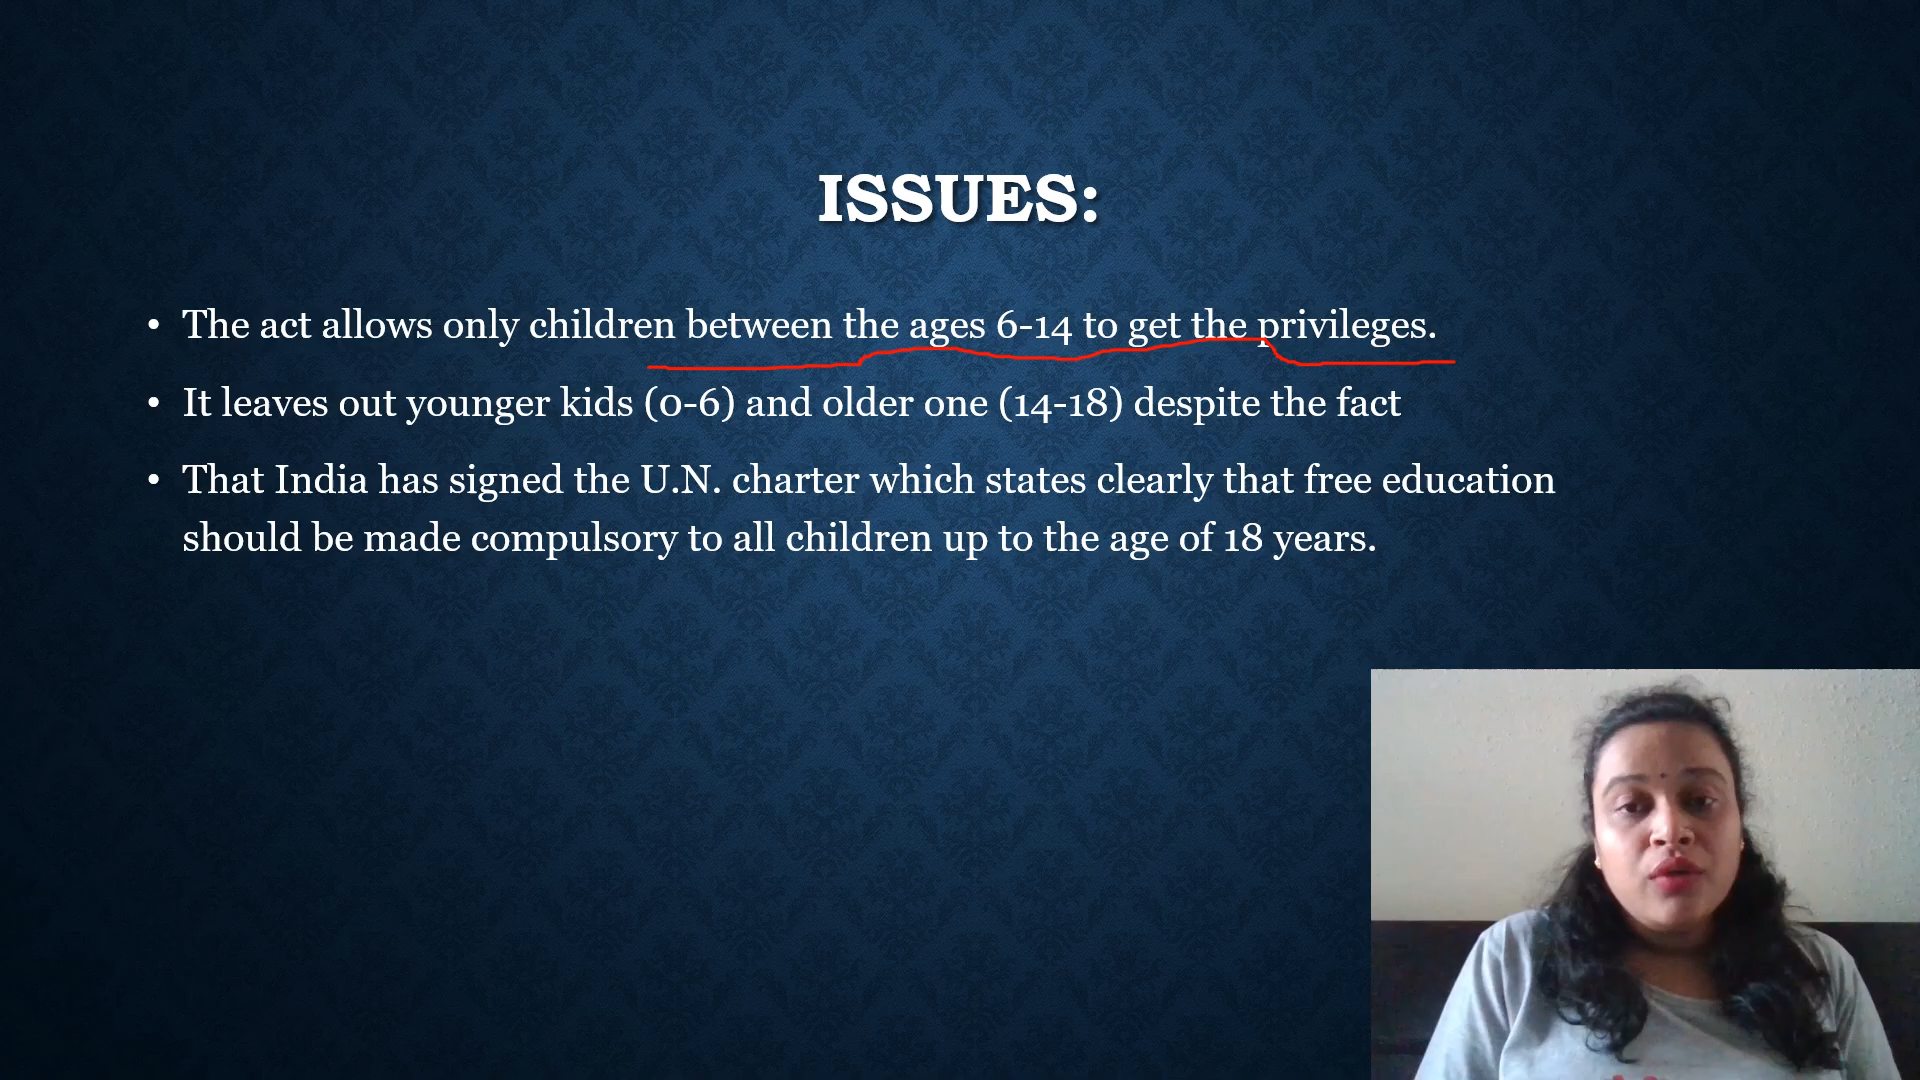 ISSUES:
• The act allows only children between the ages 6-14 to get the privileges.
• It leaves out younger kids (0-6) and older one (14-18) despite the fact
• That India has signed the U.N. charter which states clearly that free education
should be made compulsory to all children up to the age of 18 years.